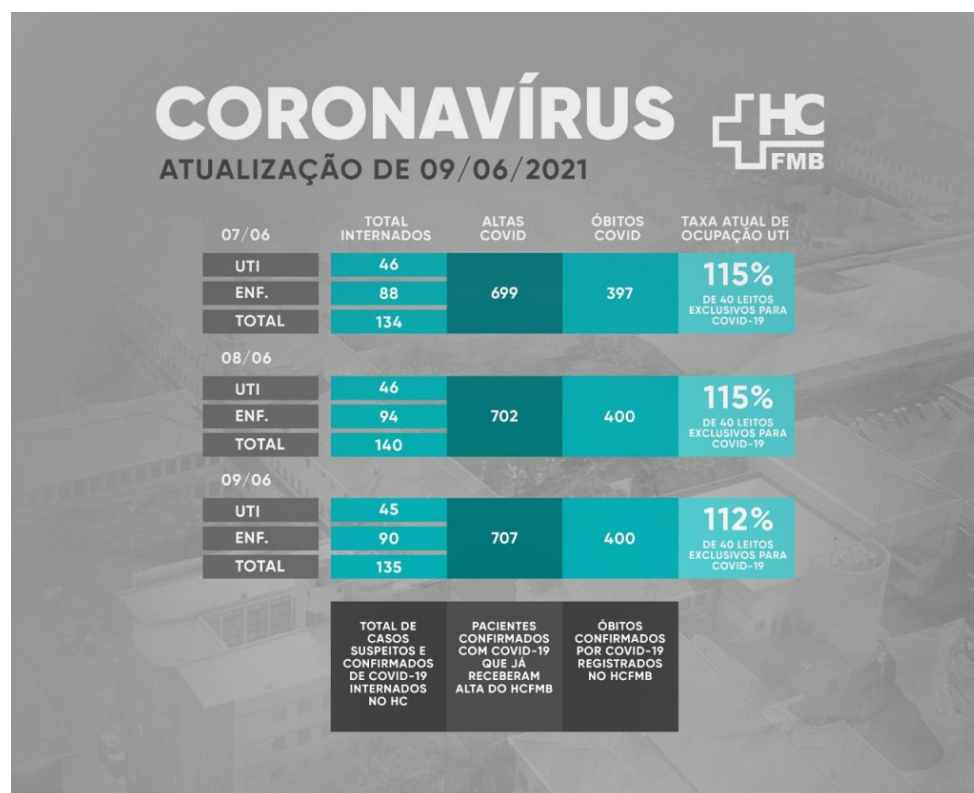 CORONAVÍRUS
HC
FMB
ATUALIZAÇÃO DE 09/06/2021
07/06
TOTAL
INTERNADOS
ALTAS
COVID
ÓBITOS
COVID
TAXA ATUAL DE
OCUPAÇÃO UTI
UTI
46
ENF.
88
TOTAL
134
699
397
115%
DE 40 LEITOS
EXCLUSIVOS PARA
COVID-19
08/06
UTI
46
ENF.
94
TOTAL
140
702
400
115%
DE 40 LEITOS
EXCLUSIVOS PARA
COVID-19
09/06
UTI
45
ENF.
90
TOTAL
135
707
400
112%
DE 40 LEITOS
EXCLUSIVOS PARA
COVID-19
TOTAL DE
CASOS
SUSPEITOS E
CONFIRMADOS
DE COVID-19
INTERNADOS
NO HC
PACIENTES
CONFIRMADOS
COM COVID-19
QUE JÁ
RECEBERAM
ALTA DO HCFMB
ÓBITOS
CONFIRMADOS
POR COVID-19
REGISTRADOS
NO HCFMB